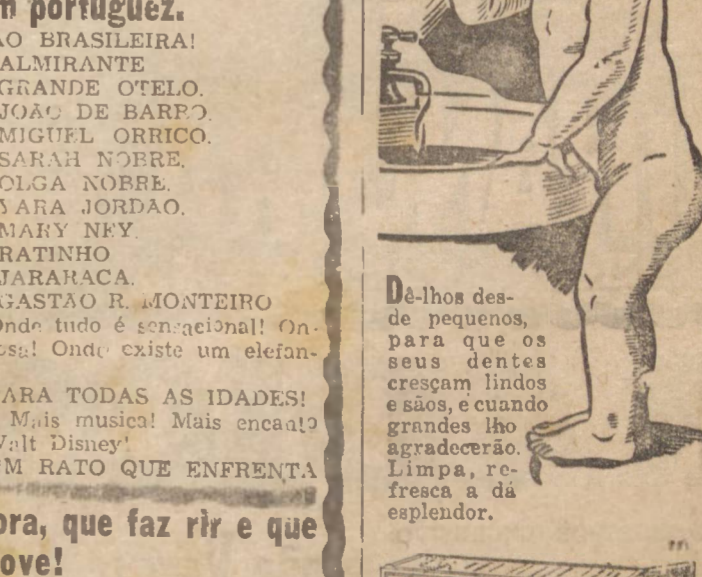 m portuguez.
ÃO BRASILEIRA!
ALMIRANTE
GRANDE OTELO.
JOÃO DE BARRO.
MIGUEL ORRICO.
SARAH NOBRE.
OLGA NOBRE.
YARA JORDÃO.
MARY NEY.
RATINHO
JARARACA.
GASTÃO R. MONTEIRO
Onde tudo é sensacional! On-
osa! Onde existe um elefan-
ARA TODAS AS IDADES!
Mais musica! Mais encanto
Walt Disney!
M RATO QUE ENFRENTA
ora, que faz rir e que
ove!
Dê-lhos des-
de pequenos,
para que os
seus dentes
cresçam lindos
e sãos, e cuando
grandes lho
agradecerão.
Limpa, re-
fresca a dá
esplendor.